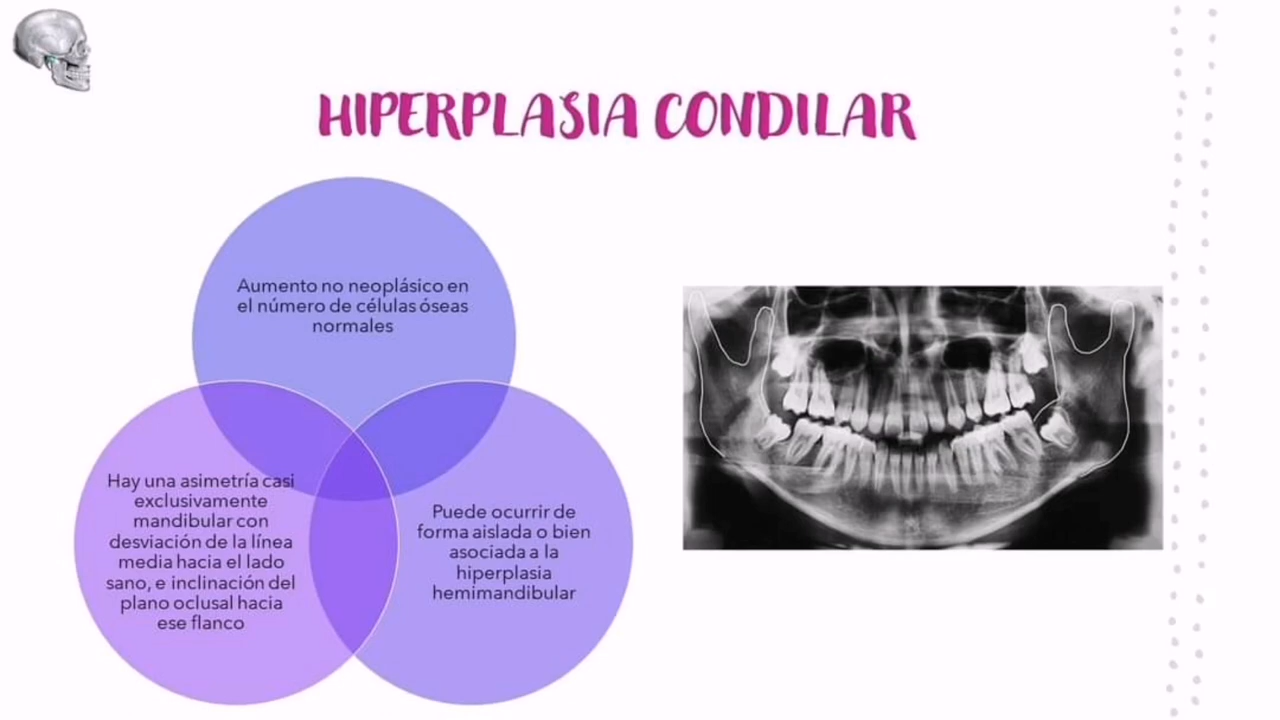 HIPERPLASIA CONDILAR
Aumento no neoplásico en
el número de células óseas
normales
Hay una asimetría casi
exclusivamente
mandibular con
desviación de la línea
media hacia el lado
sano, e inclinación del
plano oclusal hacia
ese flanco
Puede ocurrir de
forma aislada o bien
asociada a la
hiperplasia
hemimandibular